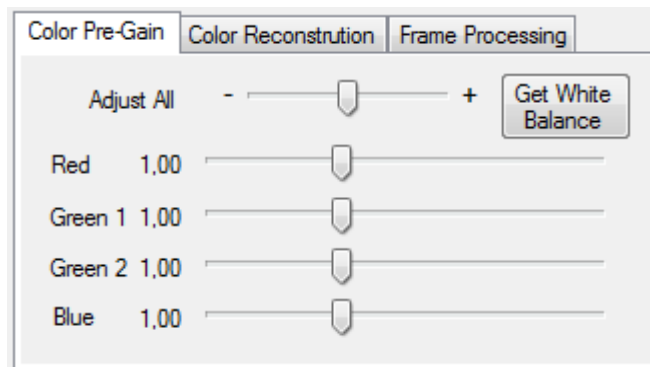 Color Pre-Gain Color Reconstrution Frame Processing
Adjust All - + Get White
Balance
Red 1,00
Green 1 1,00
Green 2 1,00
Blue 1,00